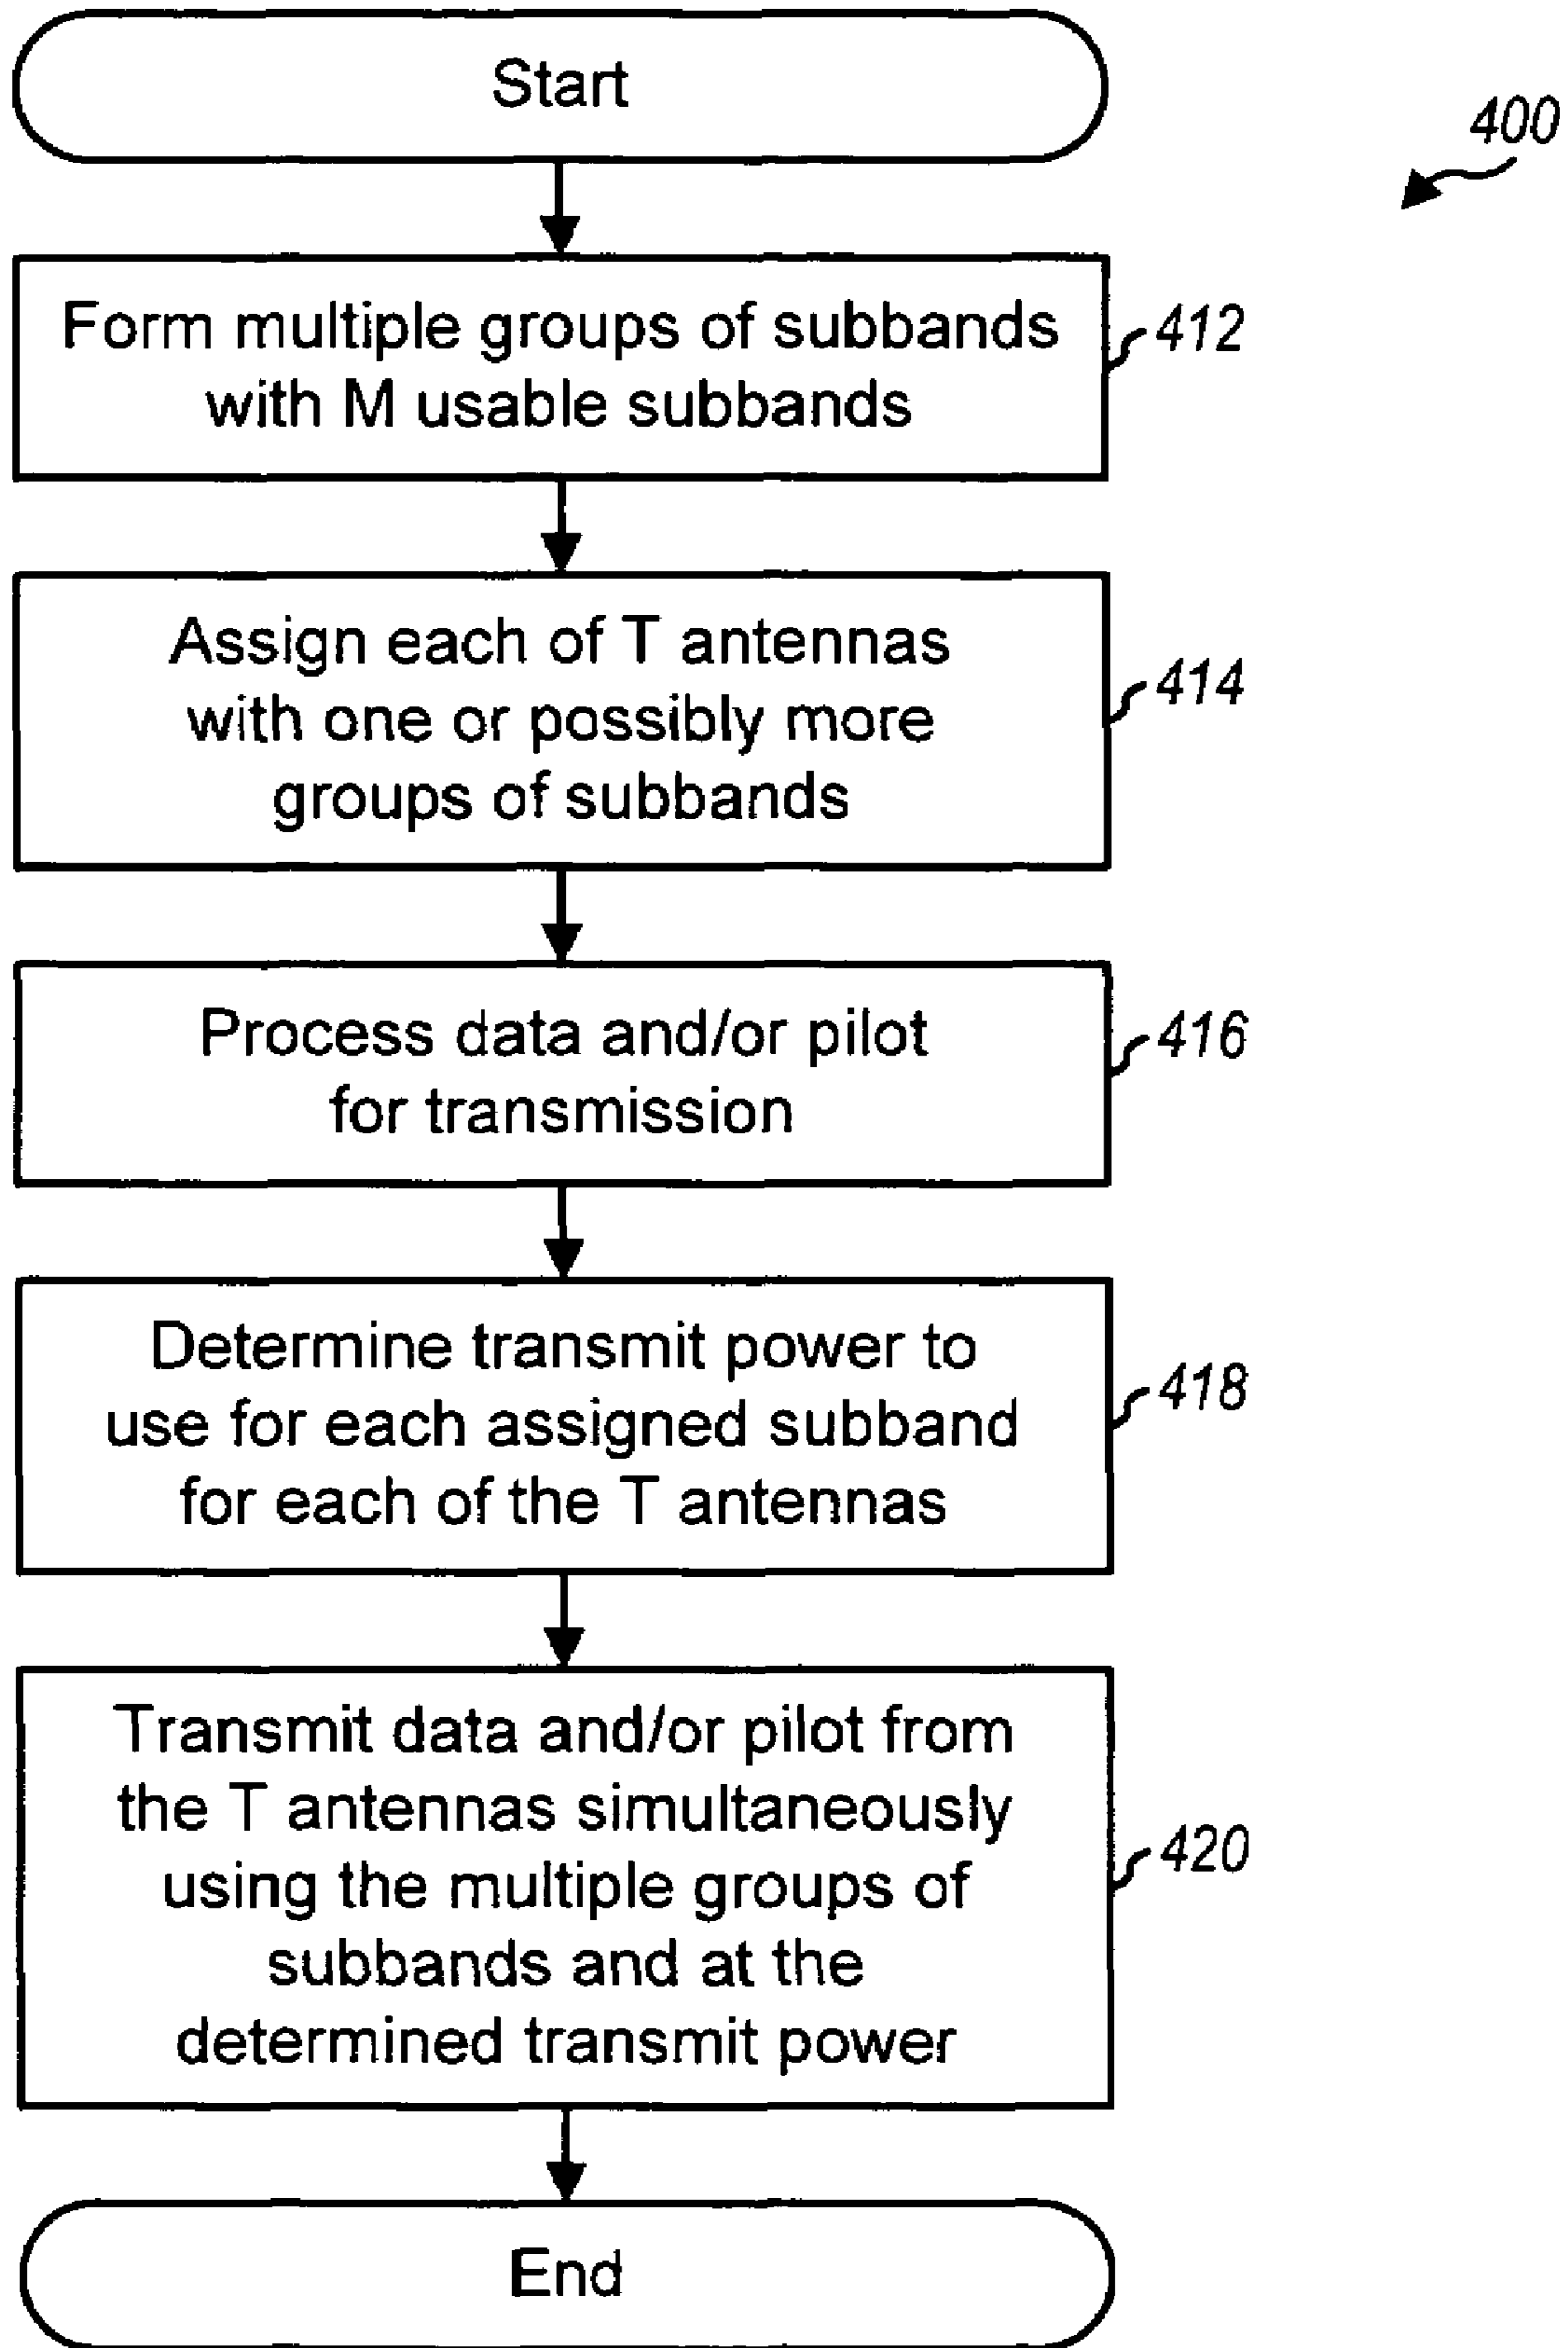 Start
400
Form multiple groups of subbands
with M usable subbands
412
Assign each of T antennas
with one or possibly more
groups of subbands
414
Process data and/or pilot
for transmission
416
Determine transmit power to
use for each assigned subband
for each of the T antennas
418
Transmit data and/or pilot from
the T antennas simultaneously
using the multiple groups of
subbands and at the
determined transmit power
420
End